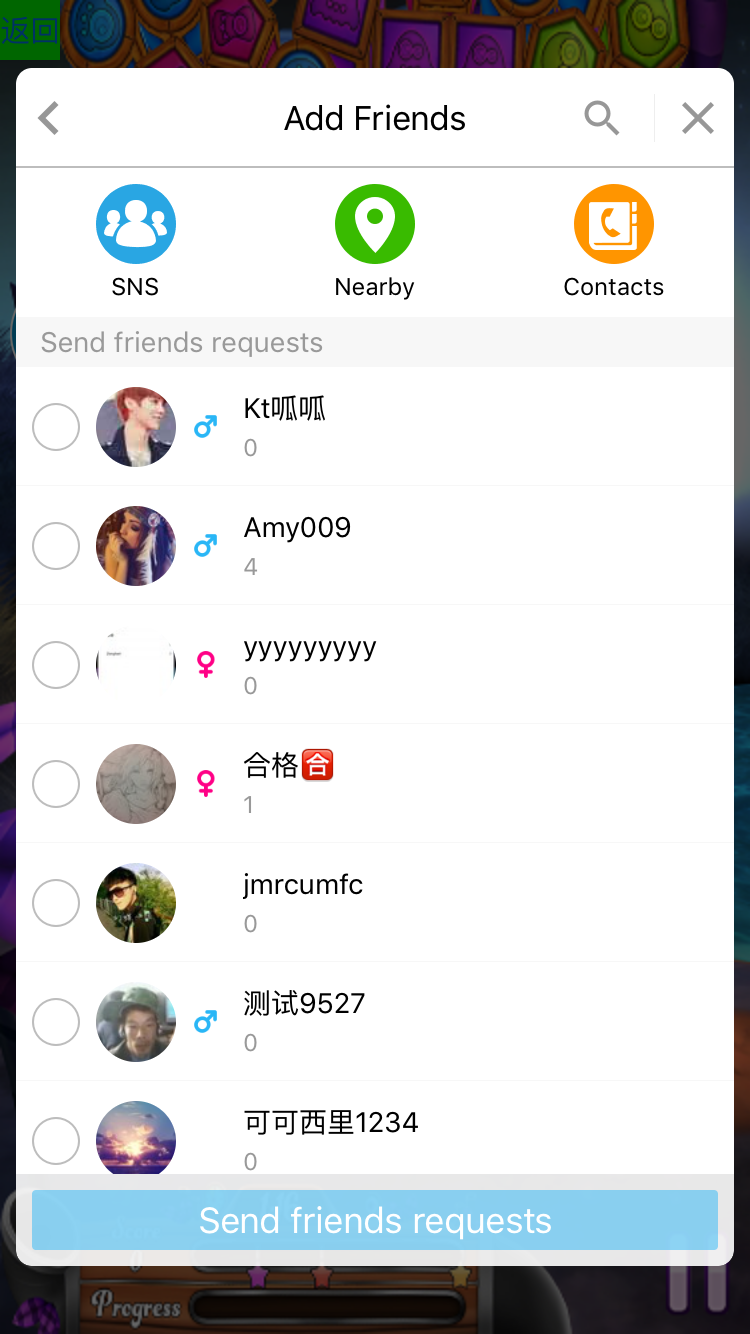 返回
Add Friends
SNS
Nearby
Contacts
Send friends requests
Kt呱呱
0
Amy009
4
yyyyyyyyy
0
合格🈴
1
jmrcumfc
0
测试9527
0
可可西里1234
0
Send friends requests
Progress